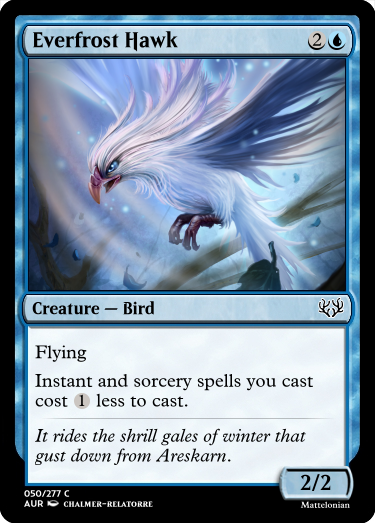 Everfrost Hawk 2
Creature — Bird
Flying
Instant and sorcery spells you cast
cost 1 less to cast.
It rides the shrill gales of winter that
gust down from Areskarn.
2/2
050/277 C
AUR CHALMER-RELATORRE
Mattelonian